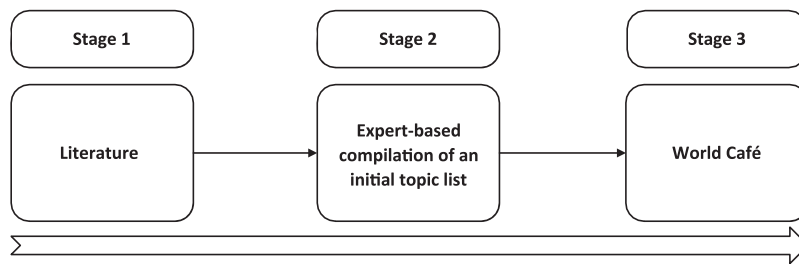 Stage 1
Stage 2
Stage 3
Literature
Expert-based
compilation of an
initial topic list
World Café